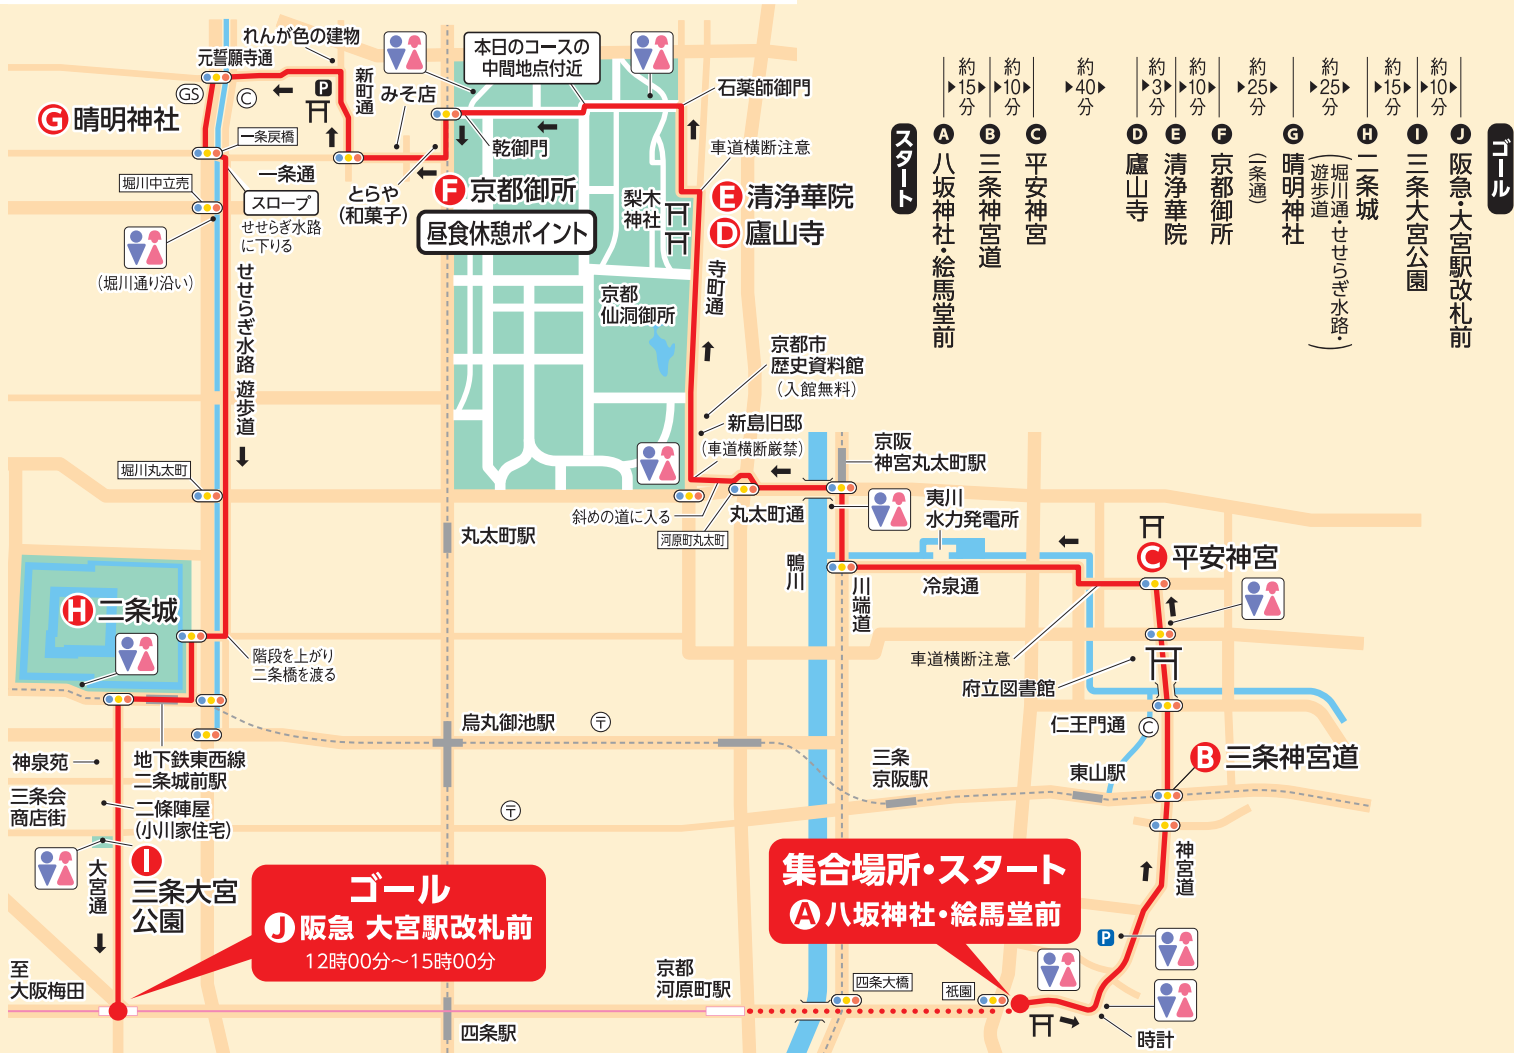 れんが色の建物
元誓願寺通
GS
C
P
新町通
みそ店
本日のコースの
中間地点付近
石薬師御門
G 晴明神社
一条戻橋
一条通
乾御門
車道横断注意
堀川中立売
スロープ
せせらぎ水路
に下りる
とらや
(和菓子)
F 京都御所
昼食休憩ポイント
梨木
神社
E 清浄華院
D 廬山寺
(堀川通り沿い)
せせらぎ水路 遊歩道
京都
仙洞御所
寺町通
京都市
歴史資料館
(入館無料)
新島旧邸
(車道横断厳禁)
堀川丸太町
斜めの道に入る
河原町丸太町
丸太町通
丸太町駅
京阪
神宮丸太町駅
夷川
水力発電所
鴨川
川端道
冷泉通
C 平安神宮
H 二条城
階段を上がり
二条橋を渡る
車道横断注意
府立図書館
仁王門通
C
烏丸御池駅
〒
〒
三条
京阪駅
東山駅
B 三条神宮道
神泉苑
地下鉄東西線
二条城前駅
三条会
商店街
二條陣屋
(小川家住宅)
I
三条大宮
公園
大宮通
神宮道
ゴール
J 阪急 大宮駅改札前
12時00分〜15時00分
集合場所・スタート
A 八坂神社・絵馬堂前
P
至
大阪梅田
京都
河原町駅
四条大橋
祇園
四条駅
時計
スタート
A 八坂神社・絵馬堂前
約15分
B 三条神宮道
約10分
C 平安神宮
約40分
D 廬山寺
約3分
E 清浄華院
約10分
F 京都御所
(一条通)
約25分
G 晴明神社
(堀川通・せせらぎ水路・
遊歩道)
約25分
H 二条城
約15分
I 三条大宮公園
約10分
J 阪急・大宮駅改札前
ゴール